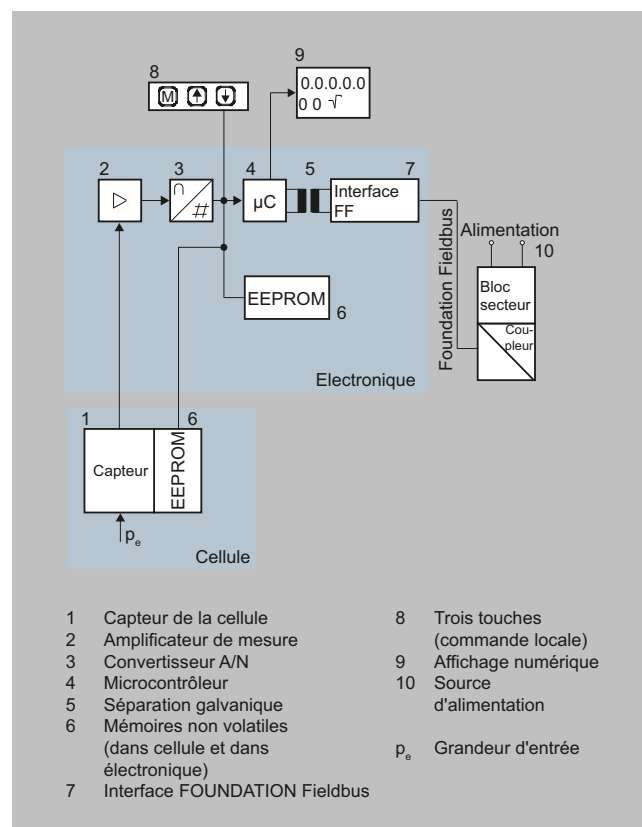 8
M
9
0.0.0.0.0
0 0 √
2
3
4
5
7
∩
#
µC
Interface
FF
Foundation Fieldbus
Alimentation
10
Bloc
secteur
Cou-
pleur
EEPROM
6
Electronique
1
6
Capteur
EEPROM
pe
Cellule
1 Capteur de la cellule
2 Amplificateur de mesure
3 Convertisseur A/N
4 Microcontrôleur
5 Séparation galvanique
6 Mémoires non volatiles
(dans cellule et dans
électronique)
7 Interface FOUNDATION Fieldbus
8 Trois touches
(commande locale)
9 Affichage numérique
10 Source
d'alimentation
pe Grandeur d'entrée